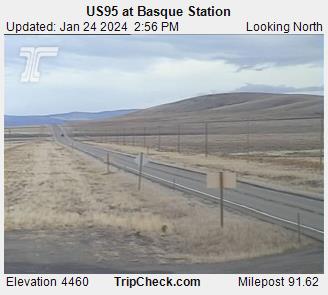 US95 at Basque Station
Updated: Jan 24 2024 2:56 PM Looking North
Elevation 4460 TripCheck.com Milepost 91.62